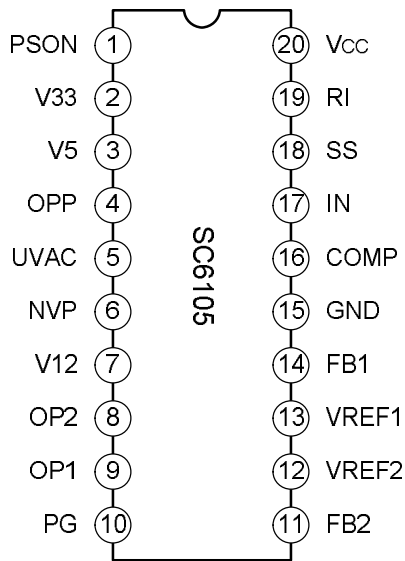 PSON 1 20 Vcc
V33 2 19 RI
V5 3 18 SS
OPP 4 17 IN
UVAC 5 16 COMP
NVP 6 15 GND
V12 7 14 FB1
OP2 8 13 VREF1
OP1 9 12 VREF2
PG 10 11 FB2
SC6105